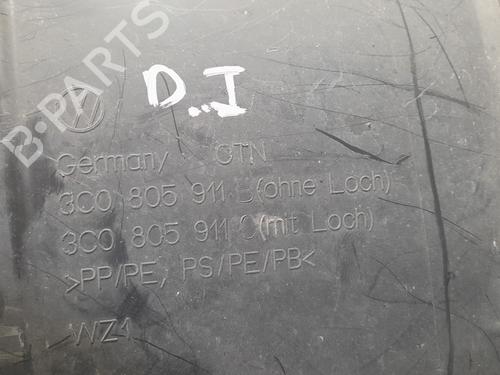 B-PARTS
D..I
Germany GTN
3C0 805 911 B (ohne Loch)
3C0 805 911 C (mit Loch)
>PP/PE, PS/PE/PB<
WZ1